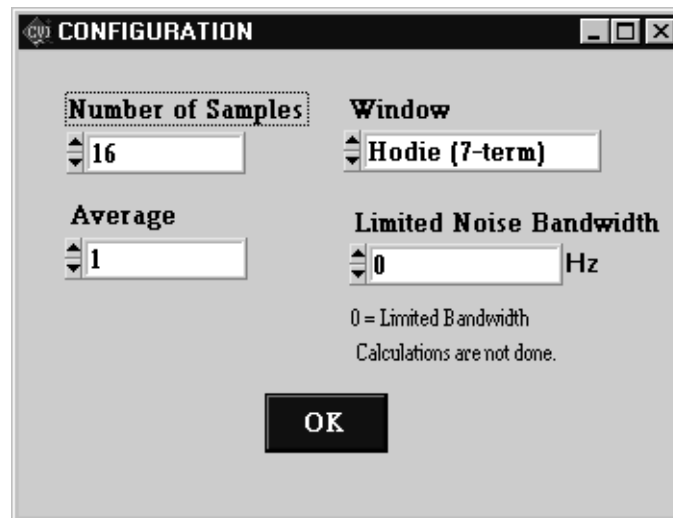 CVI CONFIGURATION
Number of Samples
16
Window
Hodie (7-term)
Average
1
Limited Noise Bandwidth
0 Hz
0 = Limited Bandwidth
Calculations are not done.
OK